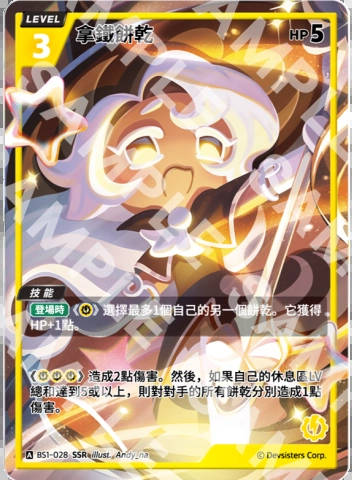 LEVEL
3
拿鐵餅乾
HP 5
技能
登場時 選擇最多1個自己的另一個餅乾。它獲得
HP+1點。
造成2點傷害。然後，如果自己的休息區LV
總和達到5或以上，則對對手的所有餅乾分別造成1點
傷害。
A BS1-028 SSR illust. Andy_na
© Devsisters Corp.
SAMPLE